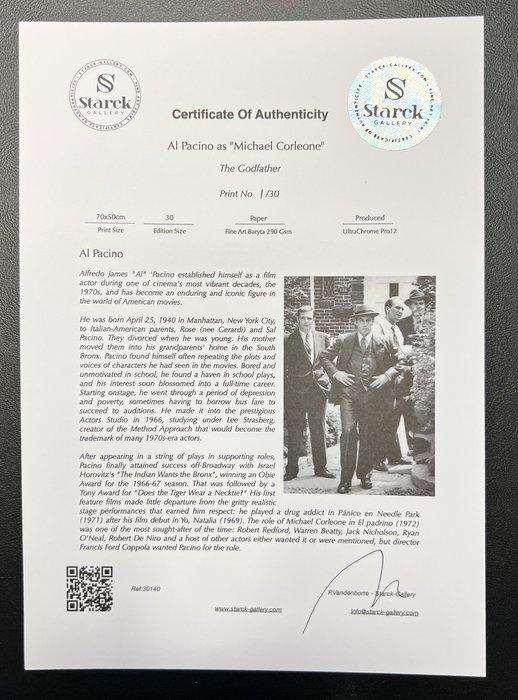 STARCK-GALLERY.COM
Starck
GALLERY
STARCK-GALLERY.COM
Starck
GALLERY
Certificate Of Authenticity
Al Pacino as "Michael Corleone"
The Godfather
Print No 1/30
70x50cm 30 Paper Produced
Print Size Edition Size Fine Art Baryta 290 Gsm UltraChrome Pro12
Al Pacino
Alfredo James "Al" 'Pacino established himself as a film
actor during one of cinema's most vibrant decades, the
1970s, and has become an enduring and iconic figure in
the world of American movies.
He was born April 25, 1940 in Manhattan, New York City,
to Italian-American parents, Rose (nee Gerardi) and Sal
Pacino. They divorced when he was young. His mother
moved them into his grandparents' home in the South
Bronx. Pacino found himself often repeating the plots and
voices of characters he had seen in the movies. Bored and
unmotivated in school, he found a haven in school plays,
and his interest soon blossomed into a full-time career.
Starting onstage, he went through a period of depression
and poverty, sometimes having to borrow bus fare to
succeed to auditions. He made it into the prestigious
Actors Studio in 1966, studying under Lee Strasberg,
creator of the Method Approach that would become the
trademark of many 1970s-era actors.
After appearing in a string of plays in supporting roles,
Pacino finally attained success off-Broadway with Israel
Horovitz's "The Indian Wants the Bronx", winning an Obie
Award for the 1966-67 season. That was followed by a
Tony Award for "Does the Tiger Wear a Necktie?" His first
feature films made little departure from the gritty realistic
stage performances that earned him respect: he played a drug addict in Pánico en Needle Park
(1971) after his film debut in Yo, Natalia (1969). The role of Michael Corleone in El padrino (1972)
was one of the most sought-after of the time: Robert Redford, Warren Beatty, Jack Nicholson, Ryan
O'Neal, Robert De Niro and a host of other actors either wanted it or were mentioned, but director
Francis Ford Coppola wanted Pacino for the role.
Ref:30140
P.Vandenborre - Starck-Gallery
www.starck-gallery.com
info@starck-gallery.com